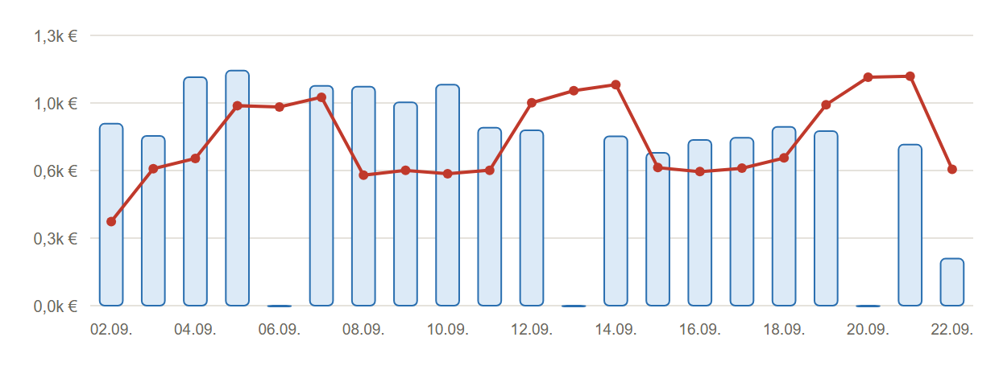 1,3k €
1,0k €
0,6k €
0,3k €
0,0k €
02.09. 04.09. 06.09. 08.09. 10.09. 12.09. 14.09. 16.09. 18.09. 20.09. 22.09.